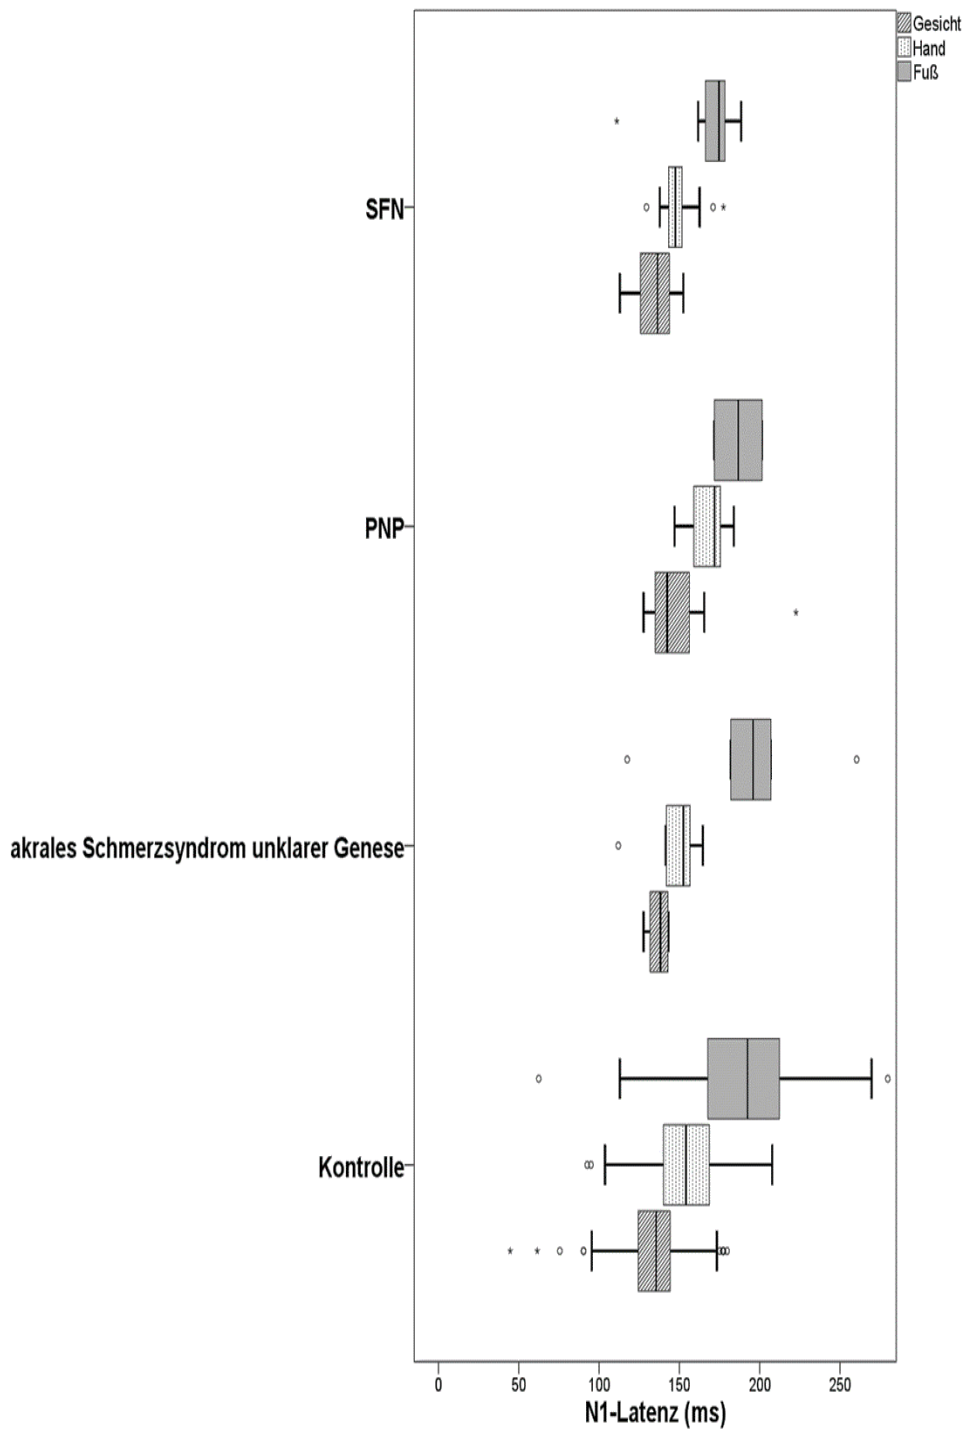 Gesicht
Hand
Fuß
SFN
PNP
akrales Schmerzsyndrom unklarer Genese
Kontrolle
0 50 100 150 200 250
N1-Latenz (ms)